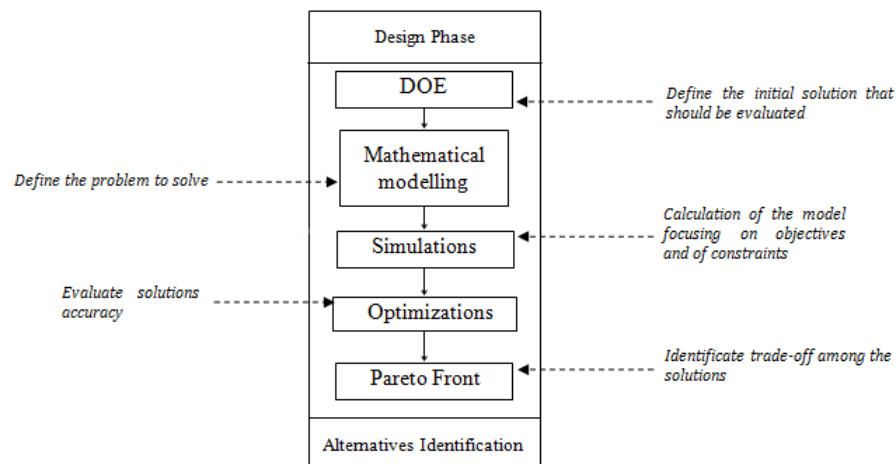 Design Phase
DOE
Define the initial solution that
should be evaluated
Mathematical
modelling
Define the problem to solve
Calculation of the model
focusing on objectives
and of constraints
Simulations
Evaluate solutions
accuracy
Optimizations
Identificate trade-off among the
solutions
Pareto Front
Alternatives Identification